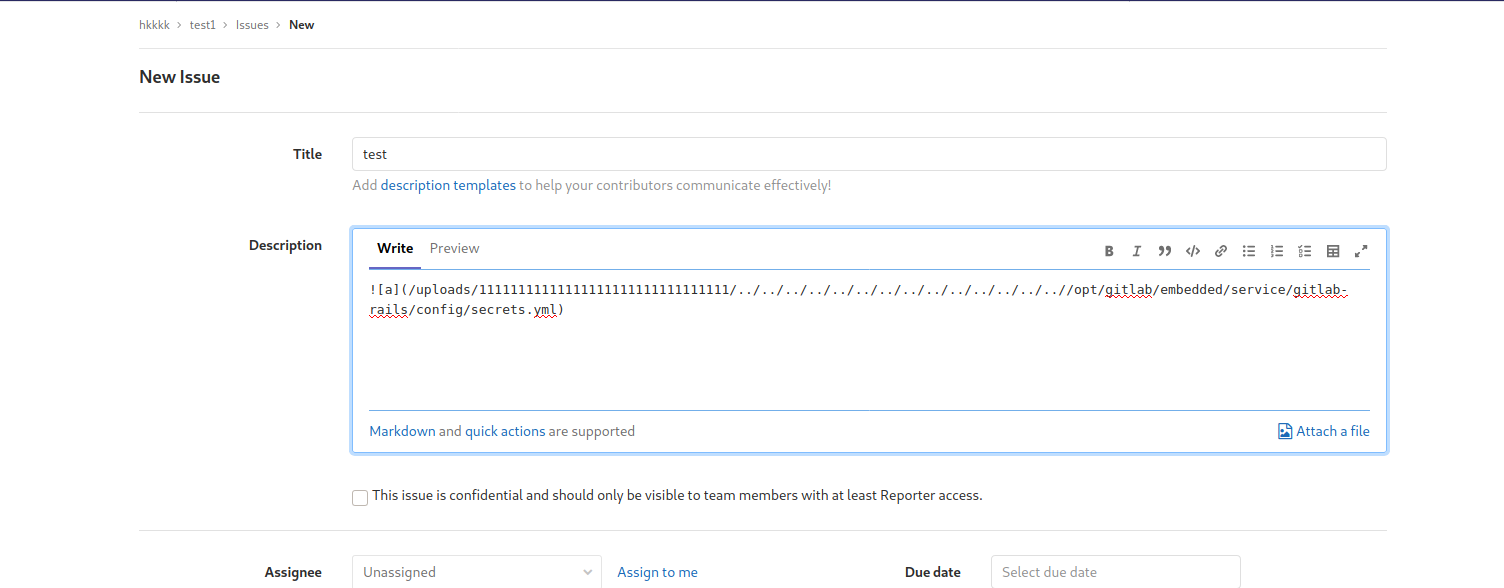 hkkkk > test1 > Issues > New
New Issue
Title
test
Add description templates to help your contributors communicate effectively!
Description
Write Preview
![a](/uploads/11111111111111111111111111111111/../../../../../../../../../../../../../..//opt/gitlab/embedded/service/gitlab-
rails/config/secrets.yml)
Markdown and quick actions are supported
Attach a file
This issue is confidential and should only be visible to team members with at least Reporter access.
Assignee
Unassigned
Assign to me
Due date
Select due date